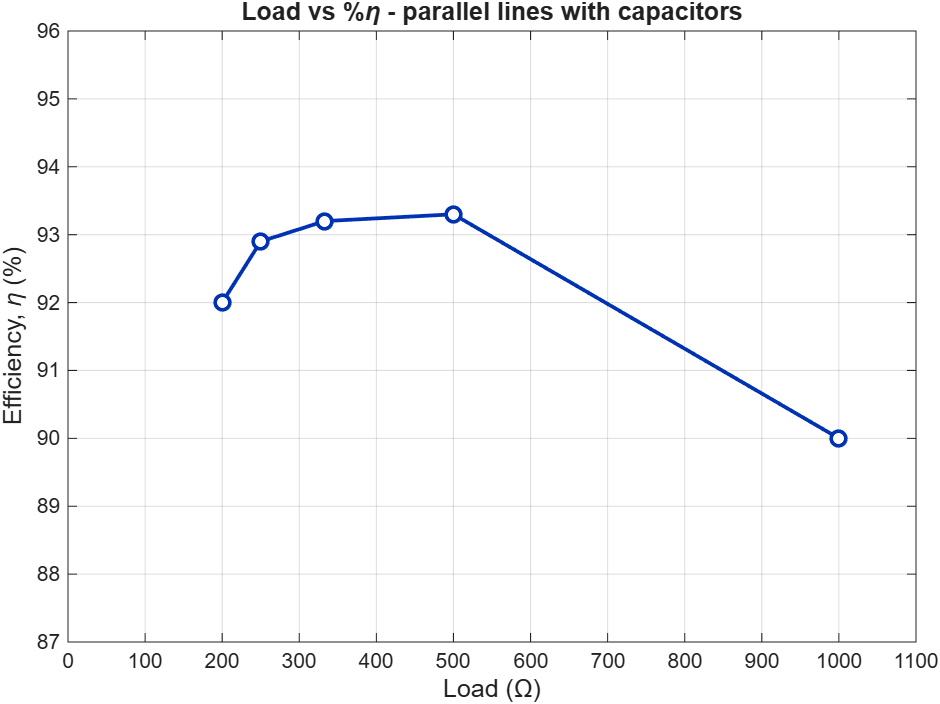 Load vs %η - parallel lines with capacitors
96
95
94
93
92
91
90
89
88
87
Efficiency, η (%)
0 100 200 300 400 500 600 700 800 900 1000 1100
Load (Ω)